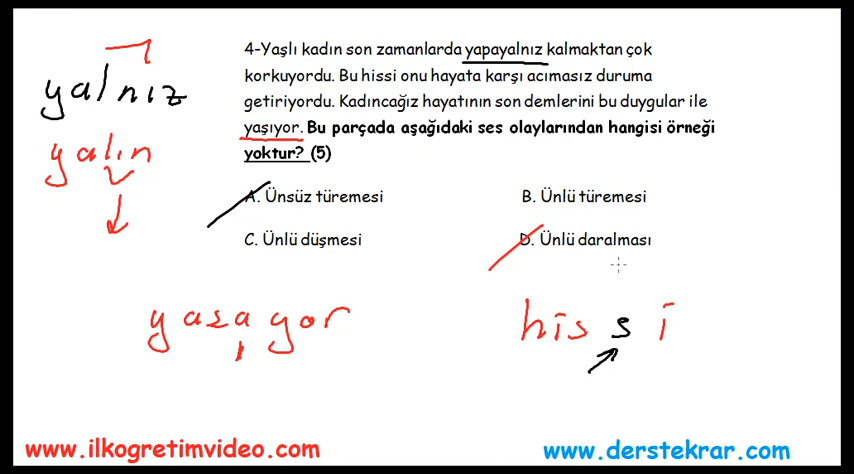 yalnız
yalın
4-Yaşlı kadın son zamanlarda yapayalnız kalmaktan çok
korkuyordu. Bu hissi onu hayata karşı acımasız duruma
getiriyordu. Kadıncağız hayatının son demlerini bu duygular ile
yaşıyor. Bu parçada aşağıdaki ses olaylarından hangisi örneği
yoktur? (5)
A. Ünsüz türemesi
B. Ünlü türemesi
C. Ünlü düşmesi
D. Ünlü daralması
yaşayor
hissi
www.ilkogretimvideo.com
www.derstekrar.com